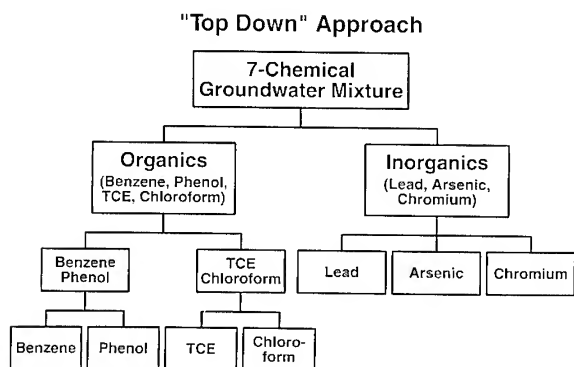 "Top Down" Approach
7-Chemical
Groundwater Mixture
Organics
(Benzene, Phenol,
TCE, Chloroform)
Inorganics
(Lead, Arsenic,
Chromium)
Benzene
Phenol
TCE
Chloroform
Lead
Arsenic
Chromium
Benzene
Phenol
TCE
Chloro-
form